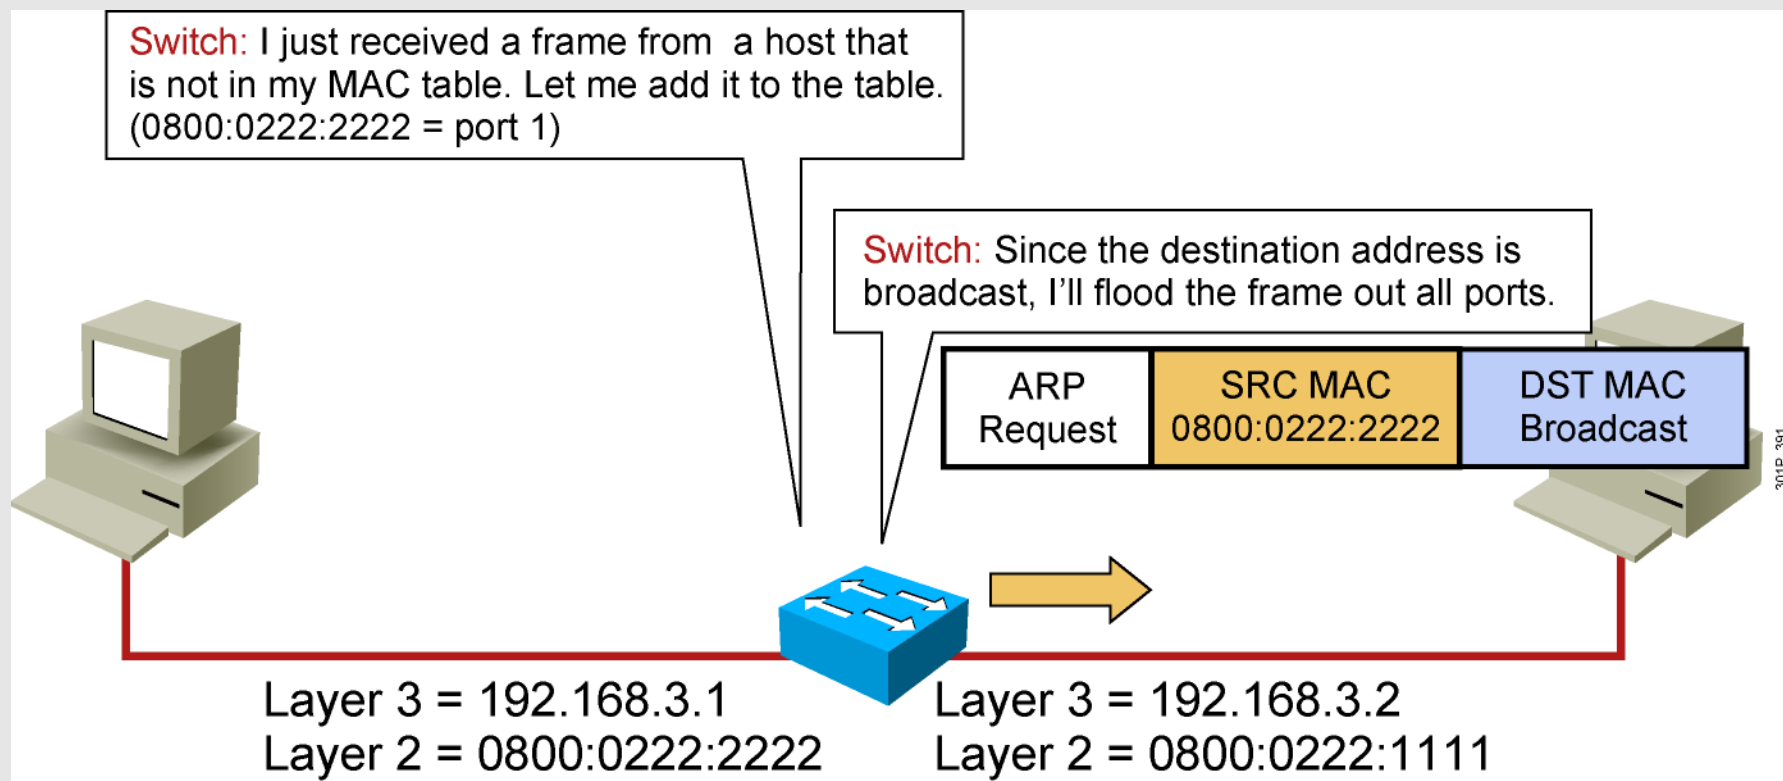 Switch: I just received a frame from a host that
is not in my MAC table. Let me add it to the table.
(0800:0222:2222 = port 1)
Switch: Since the destination address is
broadcast, I'll flood the frame out all ports.
ARP
Request
SRC MAC
0800:0222:2222
DST MAC
Broadcast
301P_391
Layer 3 = 192.168.3.1
Layer 2 = 0800:0222:2222
Layer 3 = 192.168.3.2
Layer 2 = 0800:0222:1111